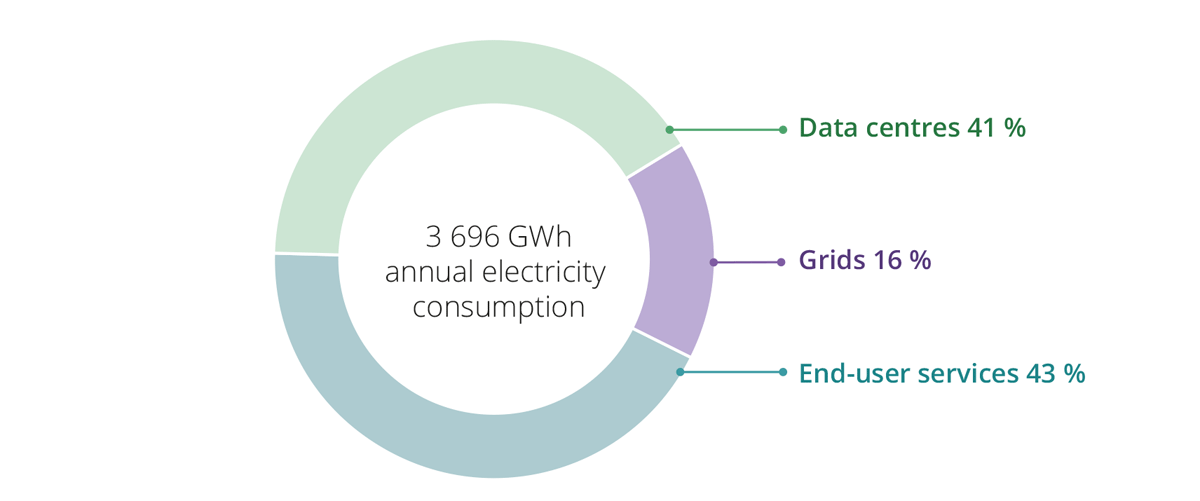 3 696 GWh
annual electricity
consumption
Data centres 41 %
Grids 16 %
End-user services 43 %